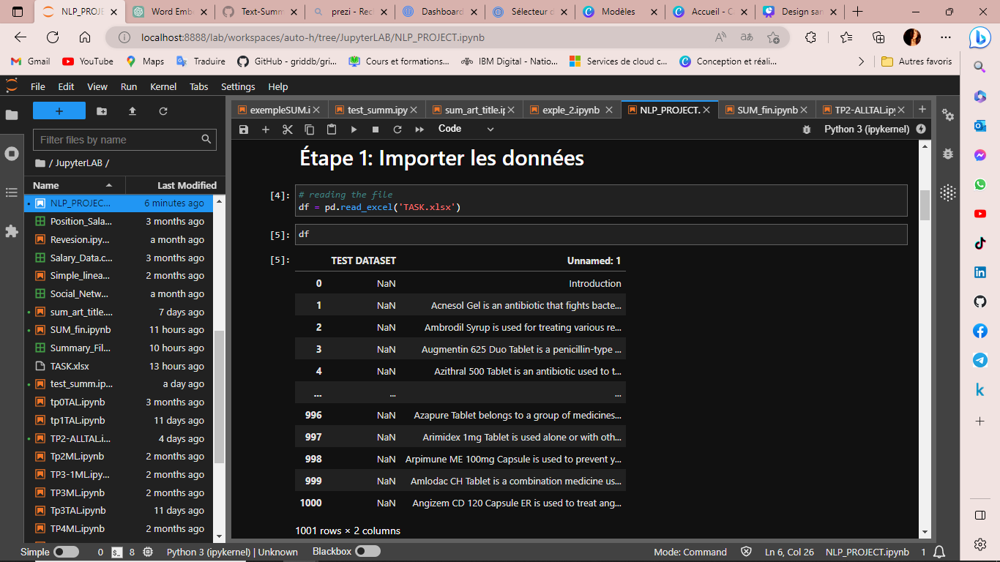 NLP_PROJE
Word Emb
Text-Summ
prezi - Rec
Dashboard
Sélecteur d
Modèles
Accueil - C
Design san
localhost:8888/lab/workspaces/auto-h/tree/JupyterLAB/NLP_PROJECT.ipynb
Gmail
YouTube
Maps
Traduire
GitHub - griddb/gri...
Cours et formations...
IBM Digital - Natio...
Services de cloud c...
Conception et réali...
Autres favoris
File Edit View Run Kernel Tabs Settings Help
exempleSUM.i
test_summ.ipy
sum_art_title.ip
exple_2.ipynb
NLP_PROJECT.
SUM_fin.ipynb
TP2-ALLTAL.ipy
Code
Python 3 (ipykernel)
Filter files by name
/ JupyterLAB /
Name Last Modified
NLP_PROJEC... 6 minutes ago
Position_Sala... 3 months ago
Revesion.ipy... a month ago
Salary_Data.c... 3 months ago
Simple_linea... 2 months ago
Social_Netw... a month ago
sum_art_title.... 7 days ago
SUM_fin.ipynb 11 hours ago
Summary_Fil... 10 hours ago
TASK.xlsx 13 hours ago
test_summ.ip... a day ago
tp0TAL.ipynb 3 months ago
tp1TAL.ipynb 11 days ago
TP2-ALLTAL.i... 4 days ago
Tp2ML.ipynb 2 months ago
TP3-1ML.ipy... 2 months ago
TP3ML.ipynb 2 months ago
Tp3TAL.ipynb 11 days ago
TP4ML.ipynb 2 months ago
Étape 1: Importer les données
[4]: # reading the file
df = pd.read_excel('TASK.xlsx')
[5]: df
[5]: TEST DATASET Unnamed: 1
0 NaN Introduction
1 NaN Acnesol Gel is an antibiotic that fights bacte...
2 NaN Ambrodil Syrup is used for treating various re...
3 NaN Augmentin 625 Duo Tablet is a penicillin-type ...
4 NaN Azithral 500 Tablet is an antibiotic used to t...
... ... ...
996 NaN Azapure Tablet belongs to a group of medicines...
997 NaN Arimidex 1mg Tablet is used alone or with oth...
998 NaN Arpimune ME 100mg Capsule is used to prevent y...
999 NaN Amlodac CH Tablet is a combination medicine us...
1000 NaN Angizem CD 120 Capsule ER is used to treat ang...
1001 rows × 2 columns
Simple 0 $_ 8 Python 3 (ipykernel) | Unknown Blackbox Mode: Command Ln 6, Col 26 NLP_PROJECT.ipynb 1